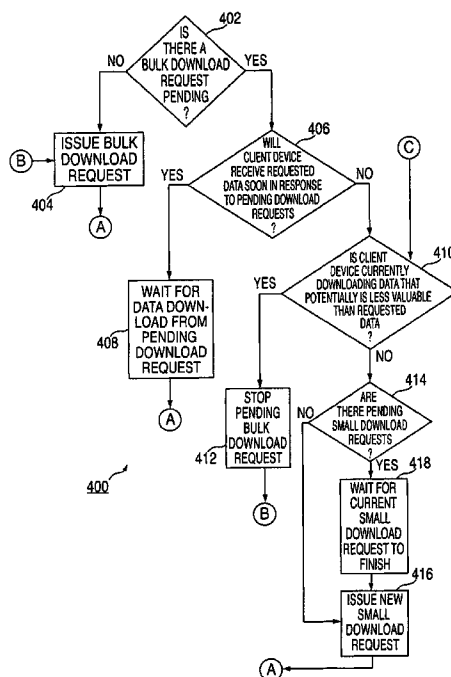 402
IS
THERE A
BULK DOWNLOAD
REQUEST
PENDING
?
NO
YES
B
ISSUE BULK
DOWNLOAD
REQUEST
404
A
406
WILL
CLIENT DEVICE
RECEIVE REQUESTED
DATA SOON IN RESPONSE
TO PENDING DOWNLOAD
REQUESTS
?
YES
NO
C
408
WAIT FOR
DATA DOWN-
LOAD FROM
PENDING
DOWNLOAD
REQUEST
A
410
IS CLIENT
DEVICE CURRENTLY
DOWNLOADING DATA THAT
POTENTIALLY IS LESS VALUABLE
THAN REQUESTED
DATA
?
YES
NO
412
STOP
PENDING
BULK
DOWNLOAD
REQUEST
B
414
ARE
THERE PENDING
SMALL DOWNLOAD
REQUESTS
?
NO
YES
418
WAIT FOR
CURRENT
SMALL
DOWNLOAD
REQUEST TO
FINISH
416
ISSUE NEW
SMALL
DOWNLOAD
REQUEST
A
400